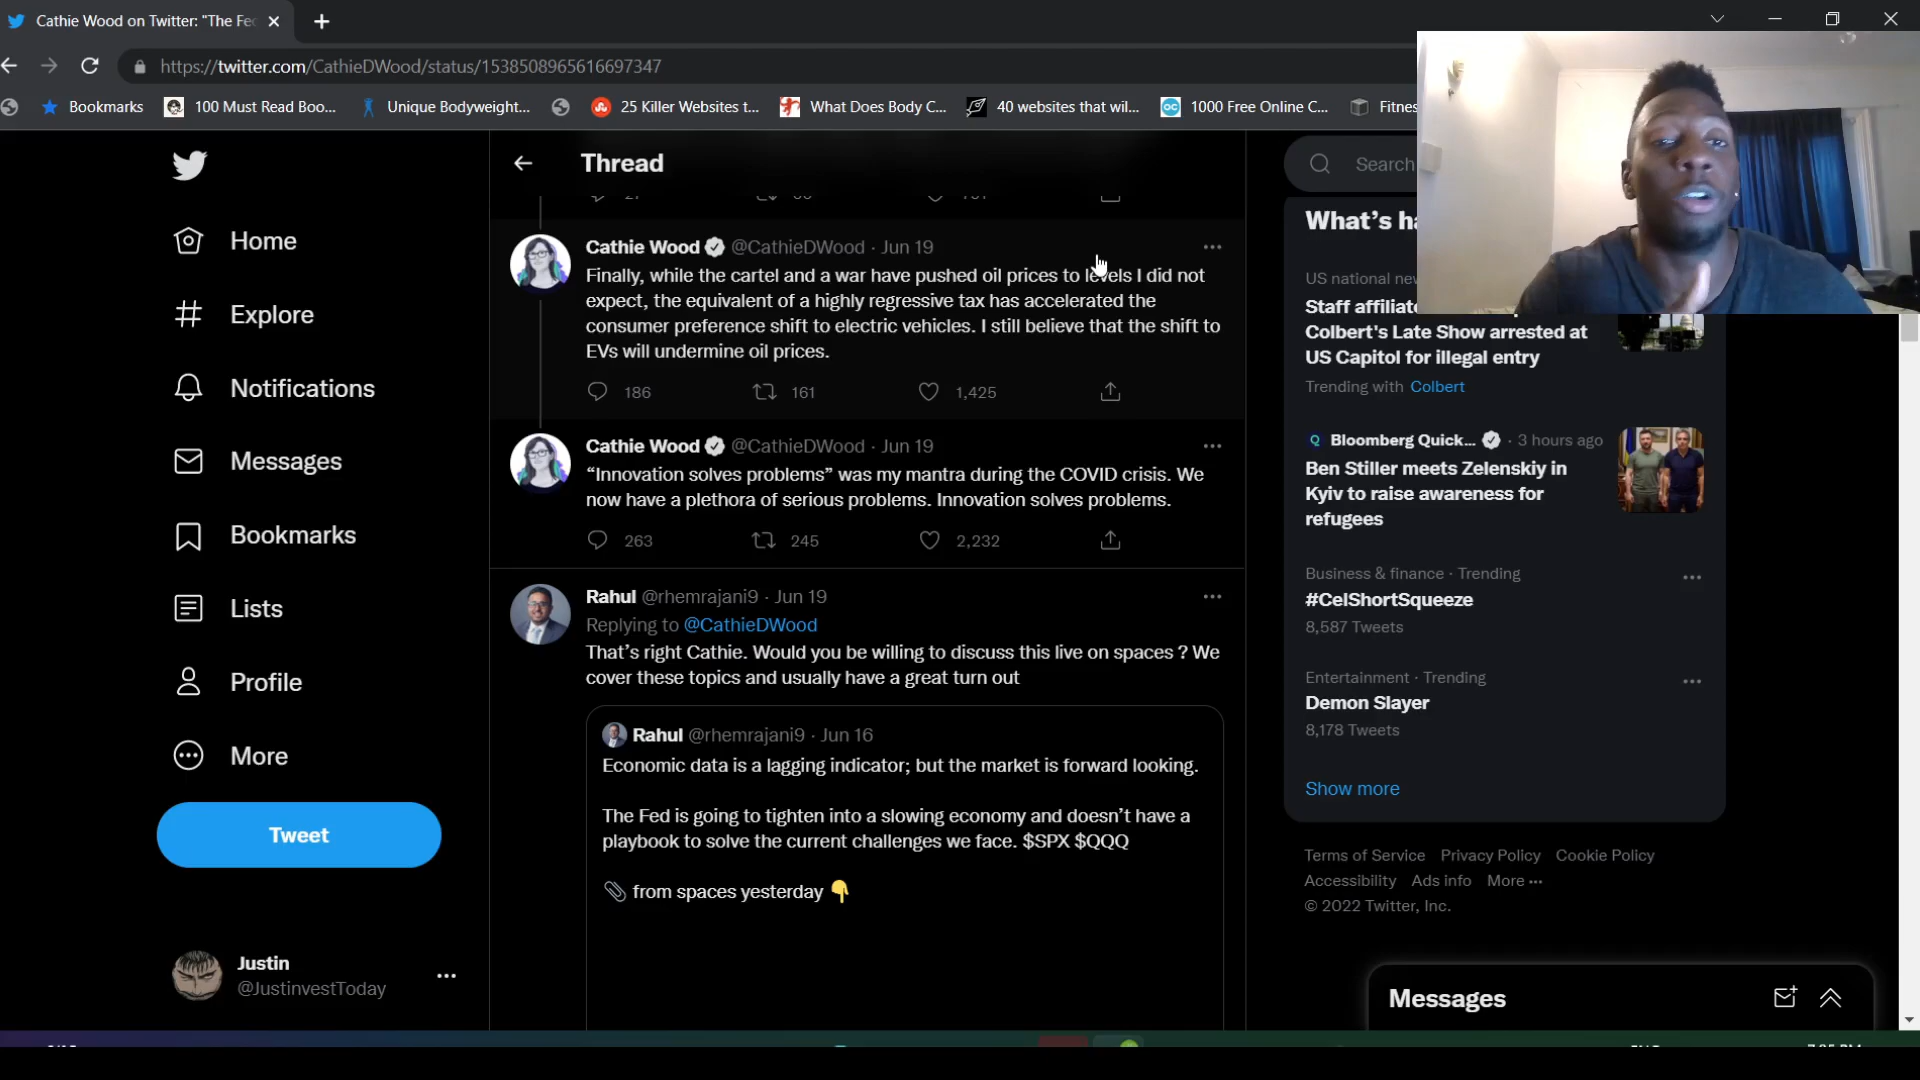 Cathie Wood on Twitter: "The Fe
https://twitter.com/CathieDWood/status/1538508965616697347
Bookmarks
100 Must Read Boo...
Unique Bodyweight...
25 Killer Websites t...
What Does Body C...
40 websites that wil...
1000 Free Online C...
Fitnes
Home
Explore
Notifications
Messages
Bookmarks
Lists
Profile
More
Tweet
Justin
@JustinvestToday
Thread
Cathie Wood @CathieDWood · Jun 19
Finally, while the cartel and a war have pushed oil prices to levels I did not
expect, the equivalent of a highly regressive tax has accelerated the
consumer preference shift to electric vehicles. I still believe that the shift to
EVs will undermine oil prices.
186 161 1,425
Cathie Wood @CathieDWood · Jun 19
“Innovation solves problems” was my mantra during the COVID crisis. We
now have a plethora of serious problems. Innovation solves problems.
263 245 2,232
Rahul @rhemrajani9 · Jun 19
Replying to @CathieDWood
That’s right Cathie. Would you be willing to discuss this live on spaces ? We
cover these topics and usually have a great turn out
Rahul @rhemrajani9 · Jun 16
Economic data is a lagging indicator; but the market is forward looking.
The Fed is going to tighten into a slowing economy and doesn’t have a
playbook to solve the current challenges we face. $SPX $QQQ
from spaces yesterday
Search
What’s ha
US national nev
Staff affiliate
Colbert's Late Show arrested at
US Capitol for illegal entry
Trending with Colbert
Bloomberg Quick... · 3 hours ago
Ben Stiller meets Zelenskiy in
Kyiv to raise awareness for
refugees
Business & finance · Trending
#CelShortSqueeze
8,587 Tweets
Entertainment · Trending
Demon Slayer
8,178 Tweets
Show more
Terms of Service Privacy Policy Cookie Policy
Accessibility Ads info More ···
© 2022 Twitter, Inc.
Messages